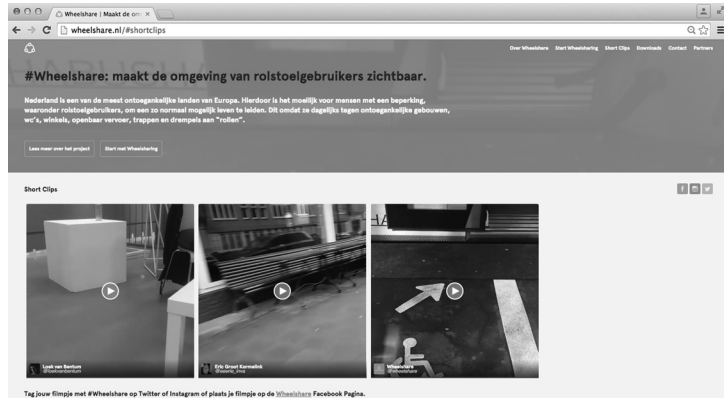 Wheelshare | Maakt de om
wheelshare.nl/#shortclips
Over Wheelshare Start Wheelsharing Short Clips Downloads Contact Partners
#Wheelshare: maakt de omgeving van rolstoelgebruikers zichtbaar.
Nederland is een van de meest ontoegankelijke landen van Europa. Hierdoor is het moeilijk voor mensen met een beperking,
waaronder rolstoelgebruikers, om een zo normaal mogelijk leven te leiden. Dit omdat ze dagelijks tegen ontoegankelijke gebouwen,
wc's, winkels, openbaar vervoer, trappen en drempels aan "rollen".
Lees meer over het project Start met Wheelsharing
Short Clips
Loek van Bentum
@loekvanbentum
Eric Groot Kormelink
Wheelshare
@wheelshare
Tag jouw filmpje met #Wheelshare op Twitter of Instagram of plaats je filmpje op de Wheelshare Facebook Pagina.